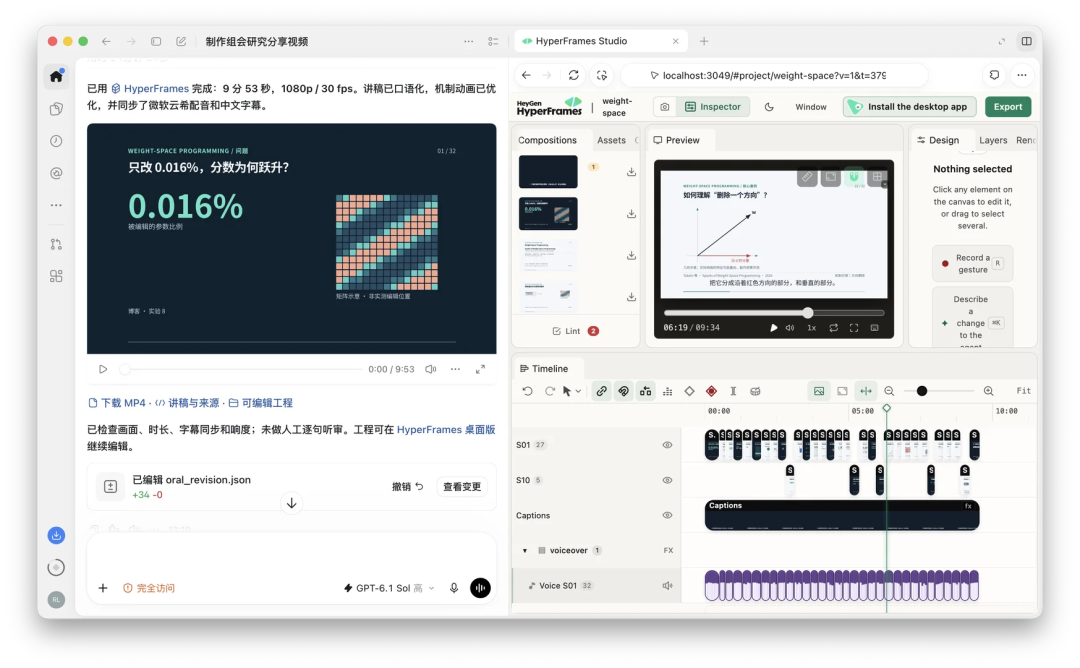 制作组会研究分享视频
已用 HyperFrames 完成：9 分 53 秒，1080p / 30 fps。讲稿已口语化，机制动画已优
化，并同步了微软云希配音和中文字幕。
WEIGHT-SPACE PROGRAMMING / 问题
01 / 32
只改 0.016%，分数为何跃升？
0.016%
被编辑的参数比例
矩阵示意 · 非实测编辑位置
博客 · 实验 8
0:00 / 9:53
下载 MP4 · 讲稿与来源 · 可编辑工程
已检查画面、时长、字幕同步和响度；未做人工逐句听审。工程可在 HyperFrames 桌面版
继续编辑。
已编辑 oral_revision.json
+34 -0
撤销
查看变更
完全访问
GPT-6.1 Sol 高
RL
HyperFrames Studio
localhost:3049/#project/weight-space?v=1&t=379
HeyGen
HyperFrames
weight-
space
Inspector
Window
Install the desktop app
Export
Compositions
Assets
1
Lint 2
Preview
WEIGHT-SPACE PROGRAMMING / 核心案例
如何理解“删除一个方向”？
把它分成沿着红色方向的部分，和垂直的部分。
06:19 / 09:34
1x
Design
Layers
Ren
Nothing selected
Click any element on
the canvas to edit it,
or drag to select
several.
Record a
gesture
R
Describe
a
change
to the
agent
⌘K
Timeline
Fit
00:00
05:00
10:00
S01 27
S10 5
Captions
Captions
fx
voiceover 1
FX
Voice S01 32